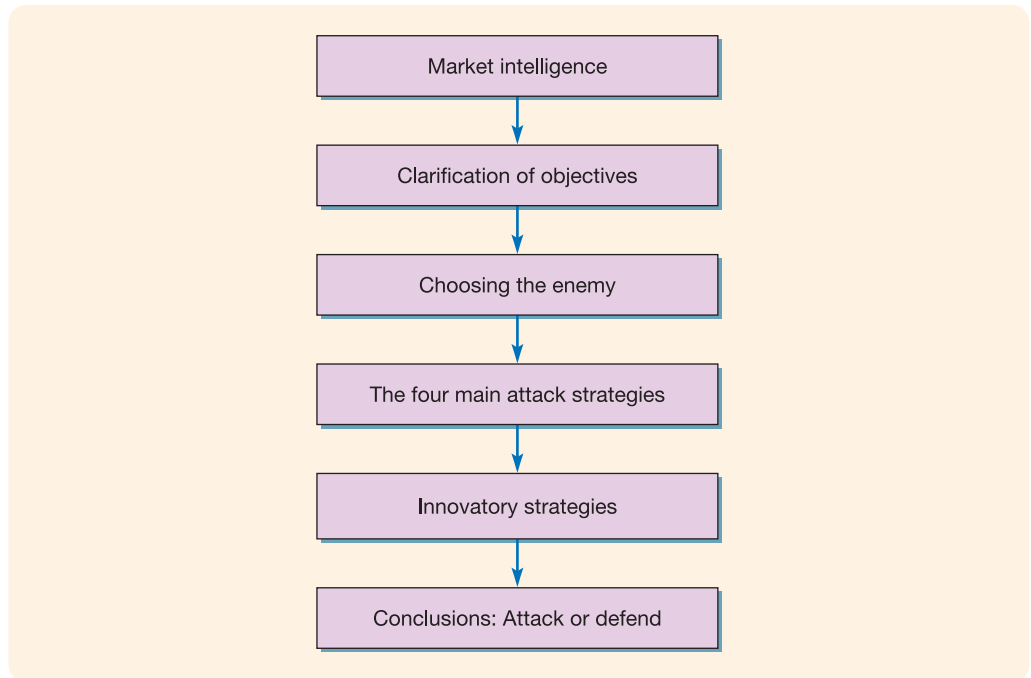 Market intelligence
Clarification of objectives
Choosing the enemy
The four main attack strategies
Innovatory strategies
Conclusions: Attack or defend